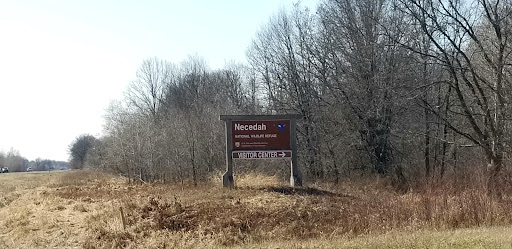 Necedah
NATIONAL WILDLIFE REFUGE
VISITOR CENTER